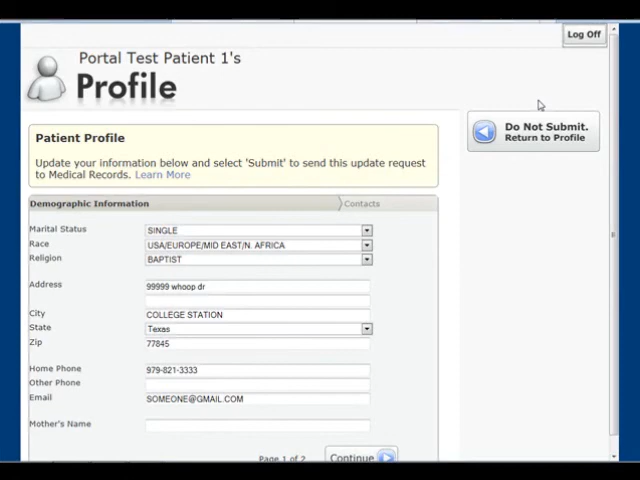 Log Off
Portal Test Patient 1's
Profile
Do Not Submit.
Return to Profile
Patient Profile
Update your information below and select 'Submit' to send this update request
to Medical Records. Learn More
Demographic Information
Contacts
Marital Status SINGLE
Race USA/EUROPE/MID EAST/N. AFRICA
Religion BAPTIST
Address 99999 whoop dr
City COLLEGE STATION
State Texas
Zip 77845
Home Phone 979-821-3333
Other Phone
Email SOMEONE@GMAIL.COM
Mother's Name
Page 1 of 2 Continue